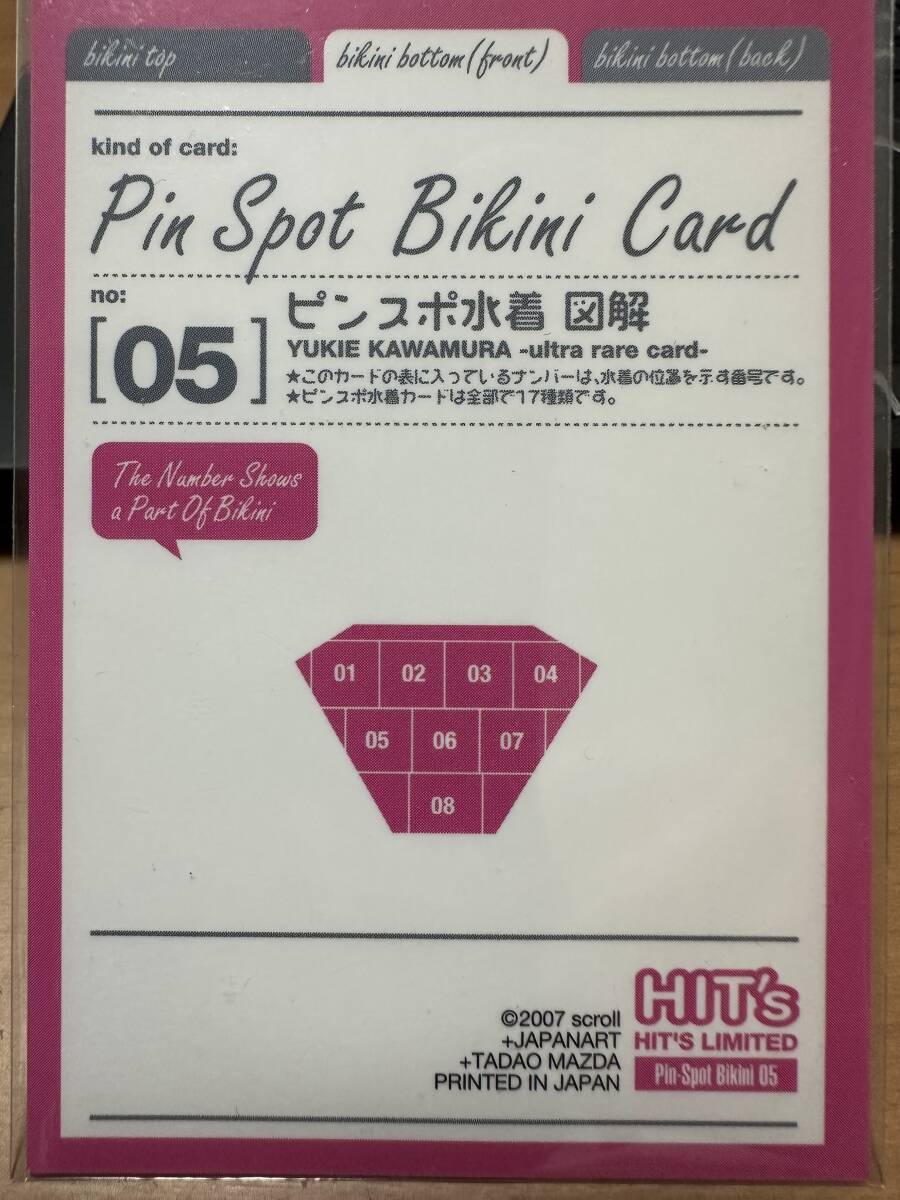 bikini top
bikini bottom (front)
bikini bottom (back)
kind of card:
Pin Spot Bikini Card
no:
[05]
ピンスポ水着 図解
YUKIE KAWAMURA -ultra rare card-
★このカードの表に入っているナンバーは、水着の位置を示す番号です。
★ピンスポ水着カードは全部で17種類です。
The Number Shows
a Part Of Bikini
01 02 03 04
05 06 07
08
©2007 scroll
+JAPANART
+TADAO MAZDA
PRINTED IN JAPAN
HIT's
HIT'S LIMITED
Pin-Spot Bikini 05